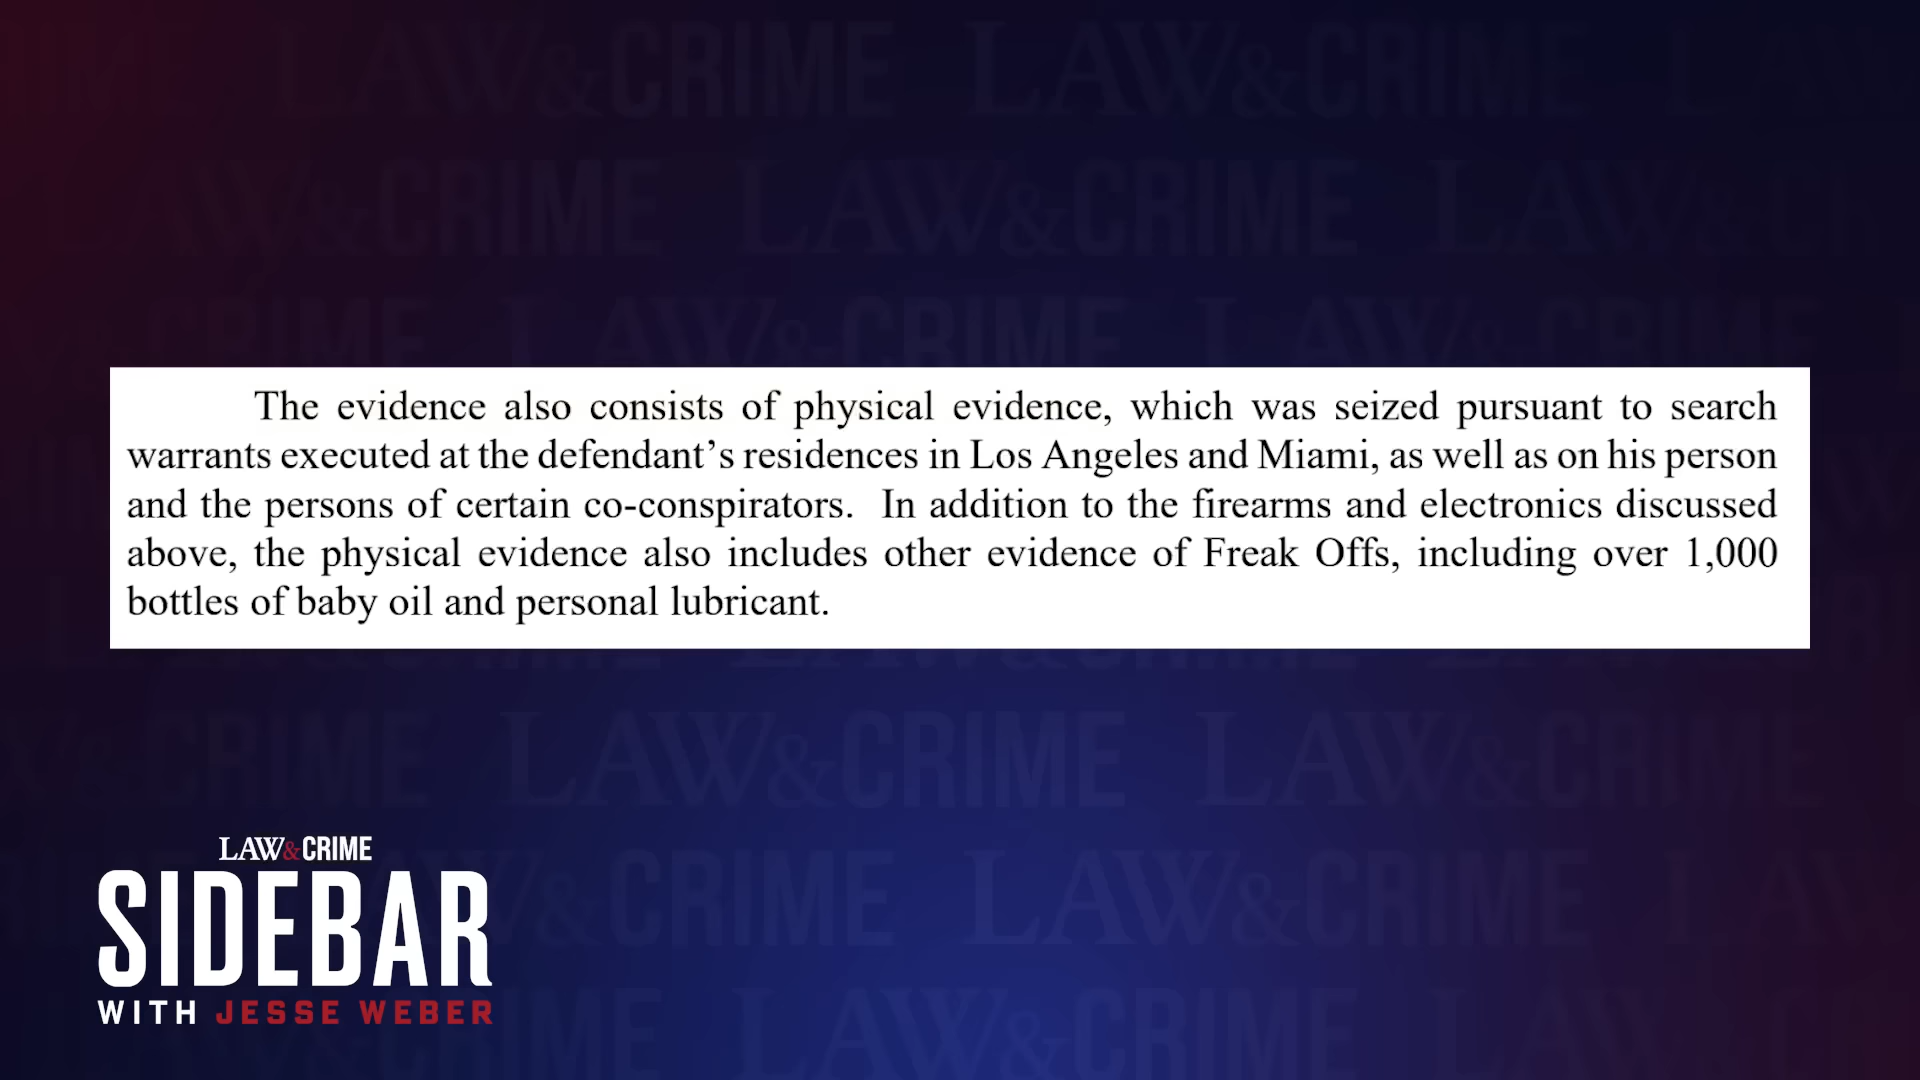 The evidence also consists of physical evidence, which was seized pursuant to search
warrants executed at the defendant’s residences in Los Angeles and Miami, as well as on his person
and the persons of certain co-conspirators. In addition to the firearms and electronics discussed
above, the physical evidence also includes other evidence of Freak Offs, including over 1,000
bottles of baby oil and personal lubricant.
LAW&CRIME
SIDEBAR
WITH JESSE WEBER